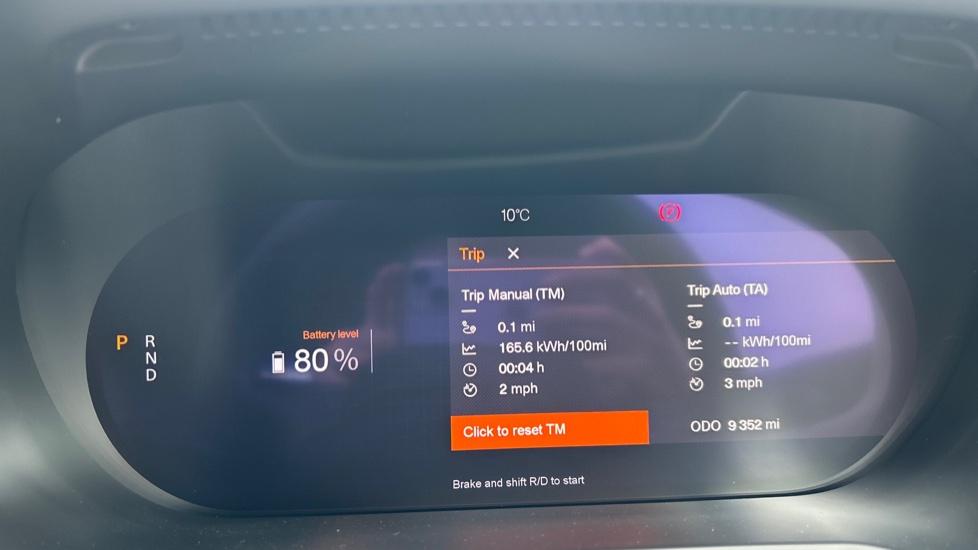 10°C
Trip ×
Trip Manual (TM)
0.1 mi
165.6 kWh/100mi
00:04 h
2 mph
Click to reset TM
Trip Auto (TA)
0.1 mi
-- kWh/100mi
00:02 h
3 mph
ODO 9 352 mi
P
R
N
D
Battery level
80 %
Brake and shift R/D to start